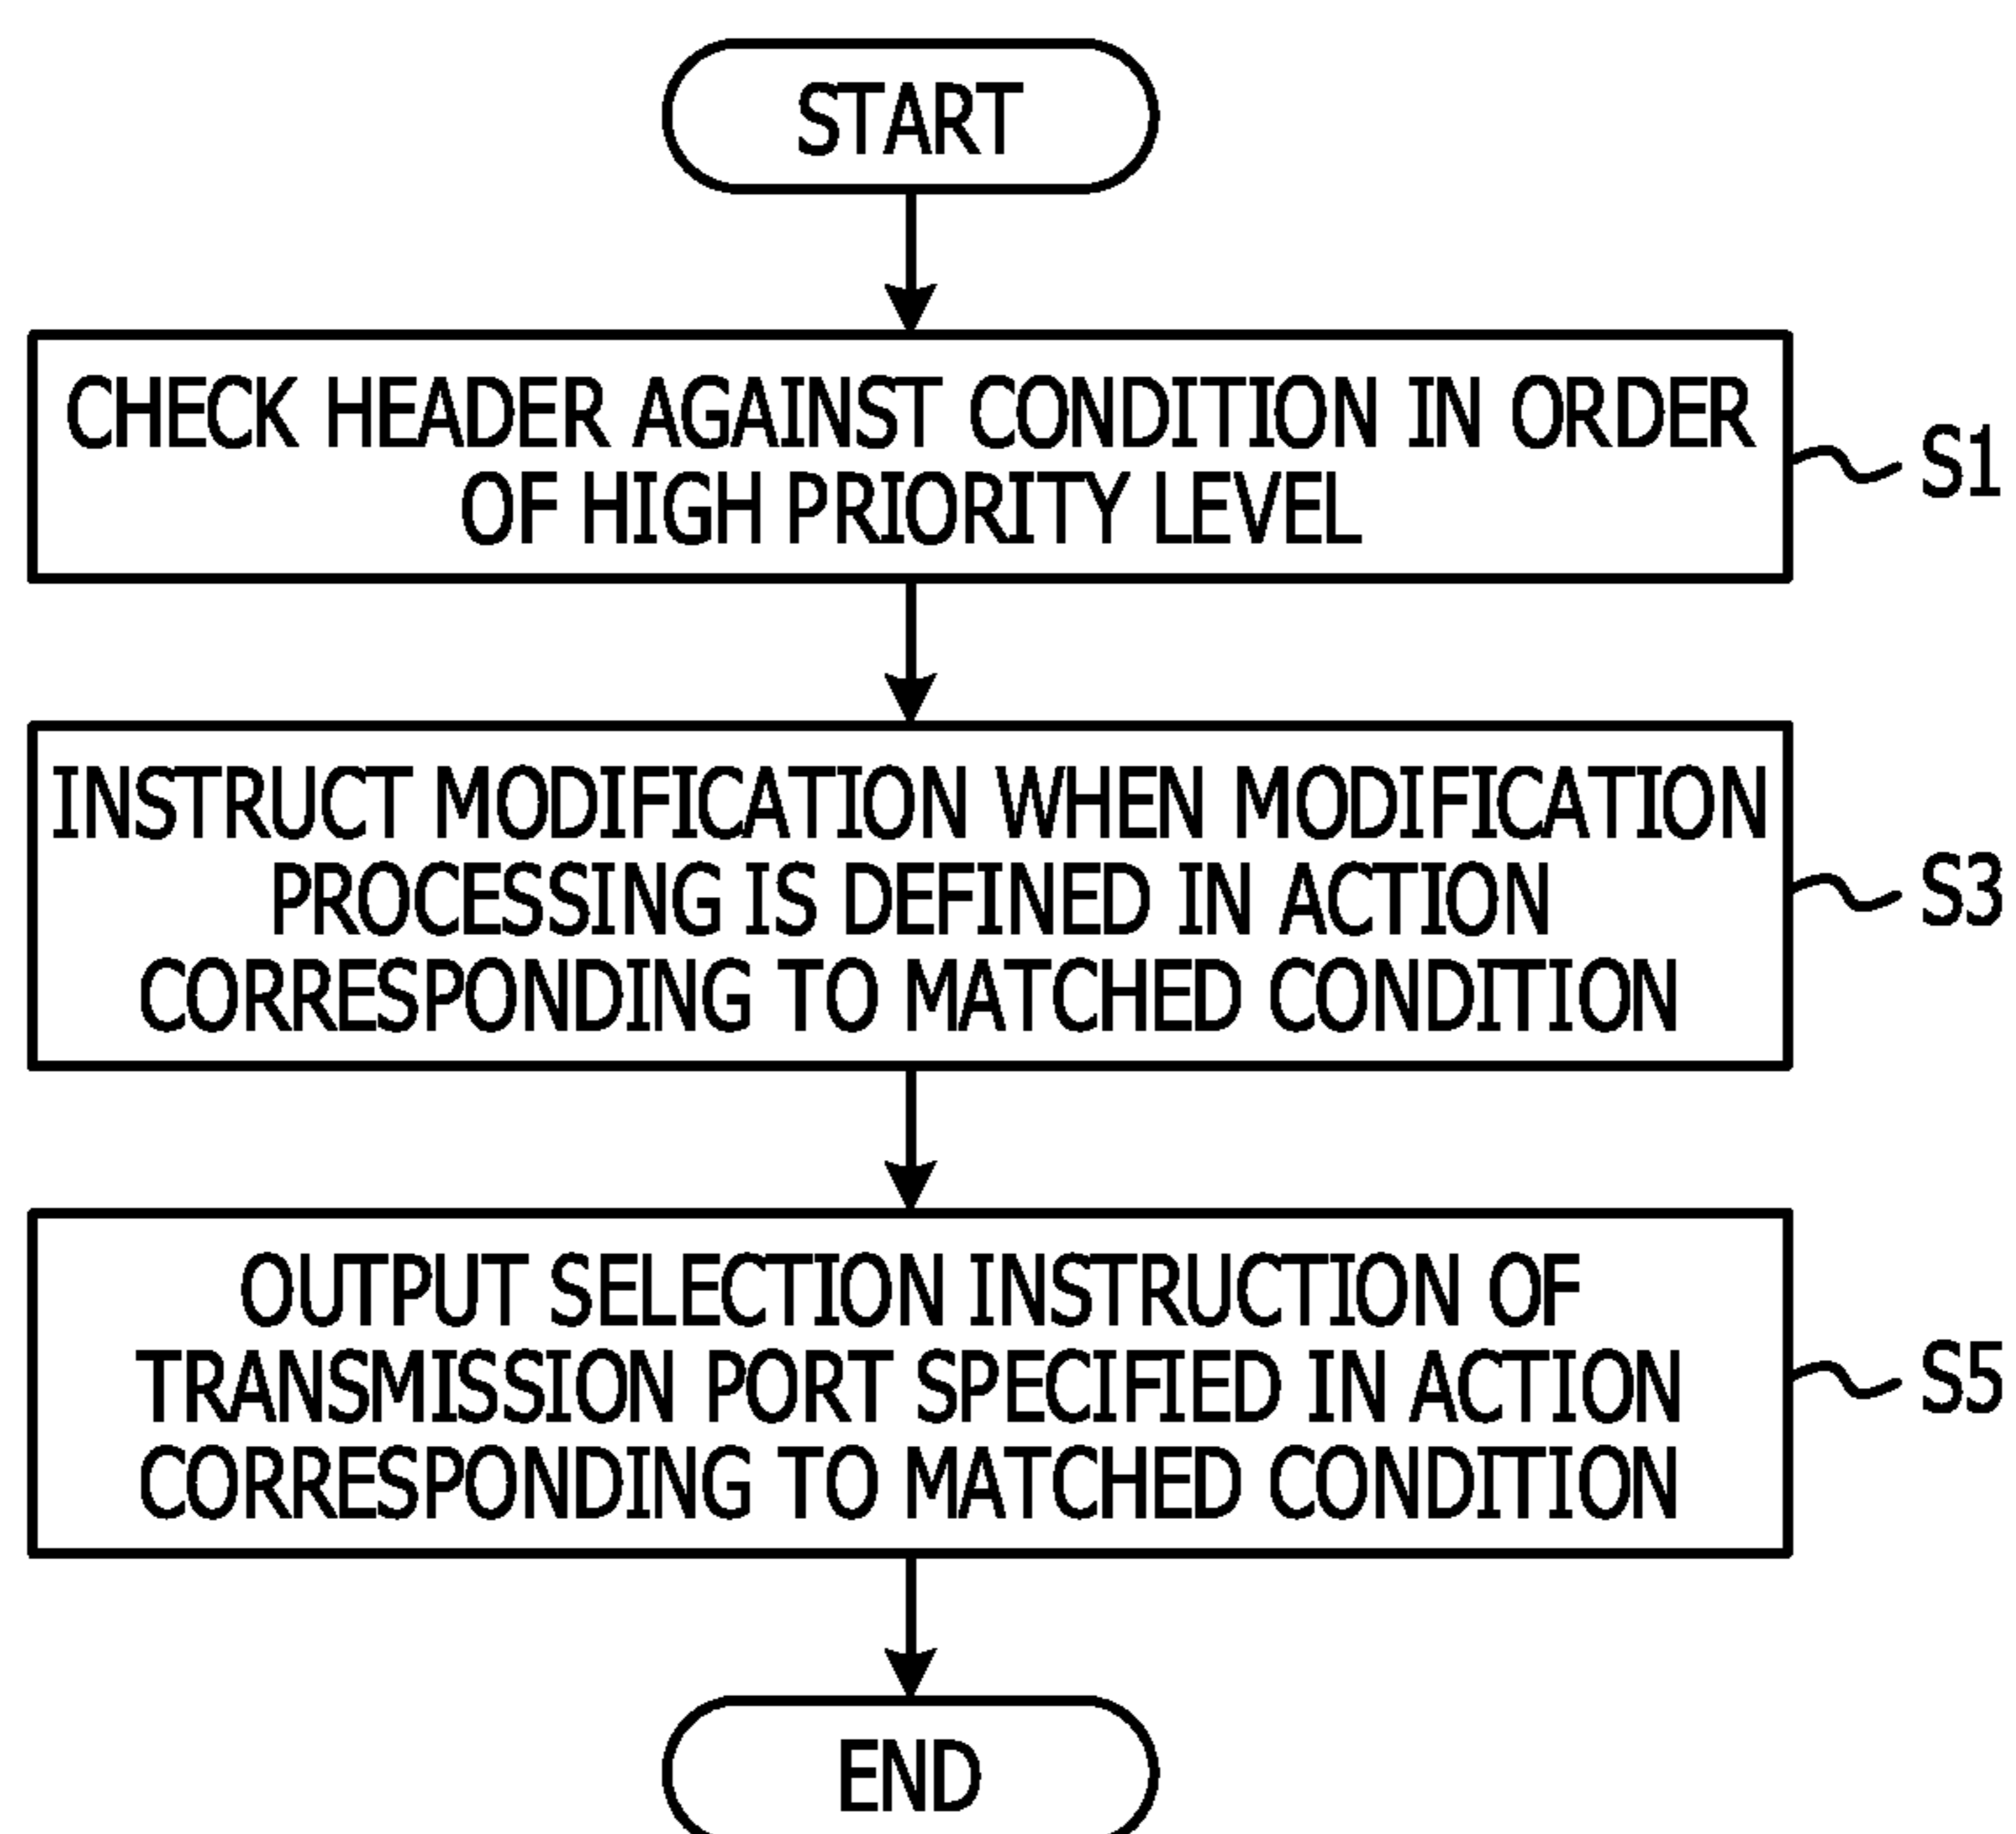 START
CHECK HEADER AGAINST CONDITION IN ORDER
OF HIGH PRIORITY LEVEL
S1
INSTRUCT MODIFICATION WHEN MODIFICATION
PROCESSING IS DEFINED IN ACTION
CORRESPONDING TO MATCHED CONDITION
S3
OUTPUT SELECTION INSTRUCTION OF
TRANSMISSION PORT SPECIFIED IN ACTION
CORRESPONDING TO MATCHED CONDITION
S5
END